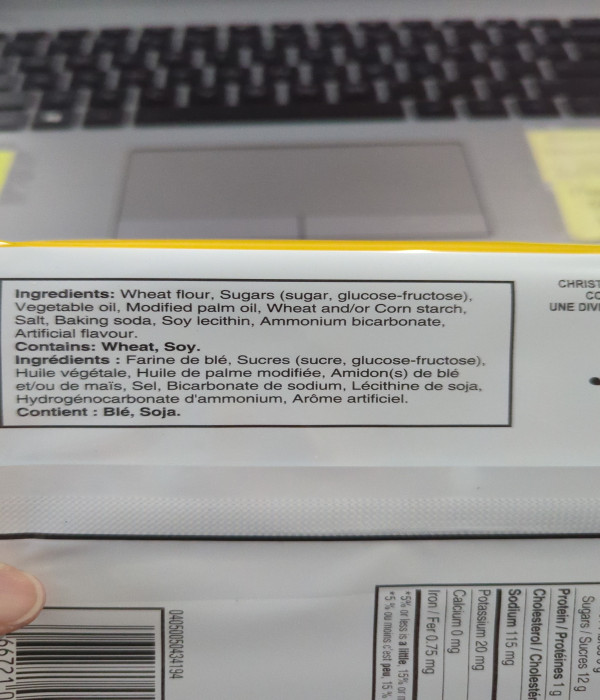 Ingredients: Wheat flour, Sugars (sugar, glucose-fructose),
Vegetable oil, Modified palm oil, Wheat and/or Corn starch,
Salt, Baking soda, Soy lecithin, Ammonium bicarbonate,
Artificial flavour.
Contains: Wheat, Soy.
Ingrédients : Farine de blé, Sucres (sucre, glucose-fructose),
Huile végétale, Huile de palme modifiée, Amidon(s) de blé
et/ou de maïs, Sel, Bicarbonate de sodium, Lécithine de soja,
Hydrogénocarbonate d'ammonium, Arôme artificiel.
Contient : Blé, Soja.
CHRIST
CO
UNE DIVI
Sugars / Sucres 12 g
Protein / Protéines 1 g
Cholesterol / Choleste
Sodium 115 mg
Potassium 20 mg
Calcium 0 mg
Iron / Fer 0.75 mg
*5% or less is a little, 15% or m
*5 % ou moins c'est peu, 15 %
04050050434194
66721